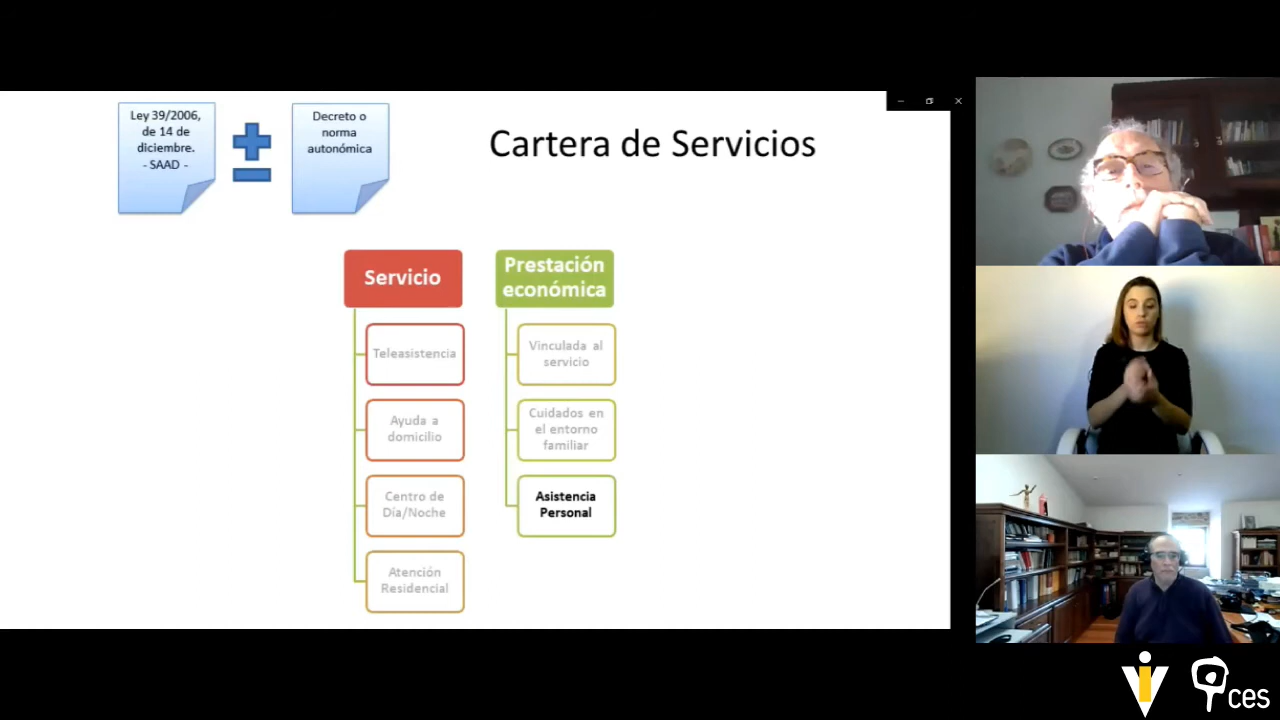 Ley 39/2006,
de 14 de
diciembre.
- SAAD -
Decreto o
norma
autonómica
Cartera de Servicios
Servicio
Teleasistencia
Ayuda a
domicilio
Centro de
Día/Noche
Atención
Residencial
Prestación
económica
Vinculada al
servicio
Cuidados en
el entorno
familiar
Asistencia
Personal
ces